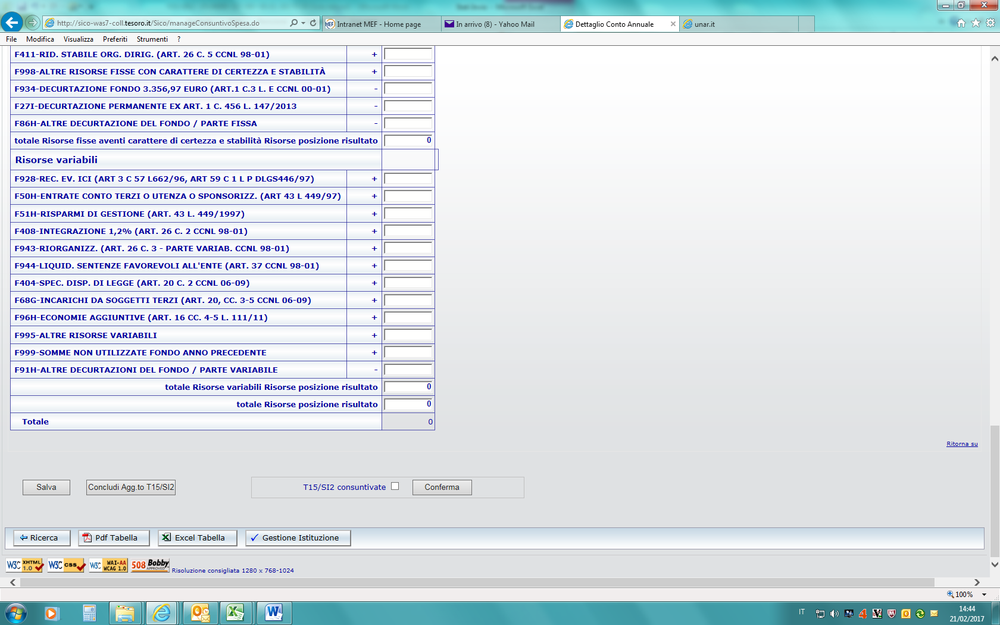 http://sico-was7-coll.tesoro.it/Sico/manageConsuntivoSpesa.do
MEF Intranet MEF - Home page
In arrivo (8) - Yahoo Mail
Dettaglio Conto Annuale
unar.it
File Modifica Visualizza Preferiti Strumenti ?
F411-RID. STABILE ORG. DIRIG. (ART. 26 C. 5 CCNL 98-01) +
F998-ALTRE RISORSE FISSE CON CARATTERE DI CERTEZZA E STABILITÀ +
F934-DECURTAZIONE FONDO 3.356,97 EURO (ART.1 C.3 L. E CCNL 00-01) -
F27I-DECURTAZIONE PERMANENTE EX ART. 1 C. 456 L. 147/2013 -
F86H-ALTRE DECURTAZIONE DEL FONDO / PARTE FISSA -
totale Risorse fisse aventi carattere di certezza e stabilità Risorse posizione risultato 0
Risorse variabili
F928-REC. EV. ICI (ART 3 C 57 L662/96, ART 59 C 1 L P DLGS446/97) +
F50H-ENTRATE CONTO TERZI O UTENZA O SPONSORIZZ. (ART 43 L 449/97) +
F51H-RISPARMI DI GESTIONE (ART. 43 L. 449/1997) +
F408-INTEGRAZIONE 1,2% (ART. 26 C. 2 CCNL 98-01) +
F943-RIORGANIZZ. (ART. 26 C. 3 - PARTE VARIAB. CCNL 98-01) +
F944-LIQUID. SENTENZE FAVOREVOLI ALL'ENTE (ART. 37 CCNL 98-01) +
F404-SPEC. DISP. DI LEGGE (ART. 20 C. 2 CCNL 06-09) +
F68G-INCARICHI DA SOGGETTI TERZI (ART. 20, CC. 3-5 CCNL 06-09) +
F96H-ECONOMIE AGGIUNTIVE (ART. 16 CC. 4-5 L. 111/11) +
F995-ALTRE RISORSE VARIABILI +
F999-SOMME NON UTILIZZATE FONDO ANNO PRECEDENTE +
F91H-ALTRE DECURTAZIONI DEL FONDO / PARTE VARIABILE -
totale Risorse variabili Risorse posizione risultato 0
totale Risorse posizione risultato 0
Totale 0
Ritorna su
Salva Concludi Agg.to T15/SI2 T15/SI2 consuntivate Conferma
Ricerca Pdf Tabella Excel Tabella Gestione Istituzione
W3C XHTML 1.0 W3C CSS W3C WAI-AA WCAG 1.0 508 Bobby APPROVED Risoluzione consigliata 1280 x 768-1024
100%
IT 14:44
21/02/2017